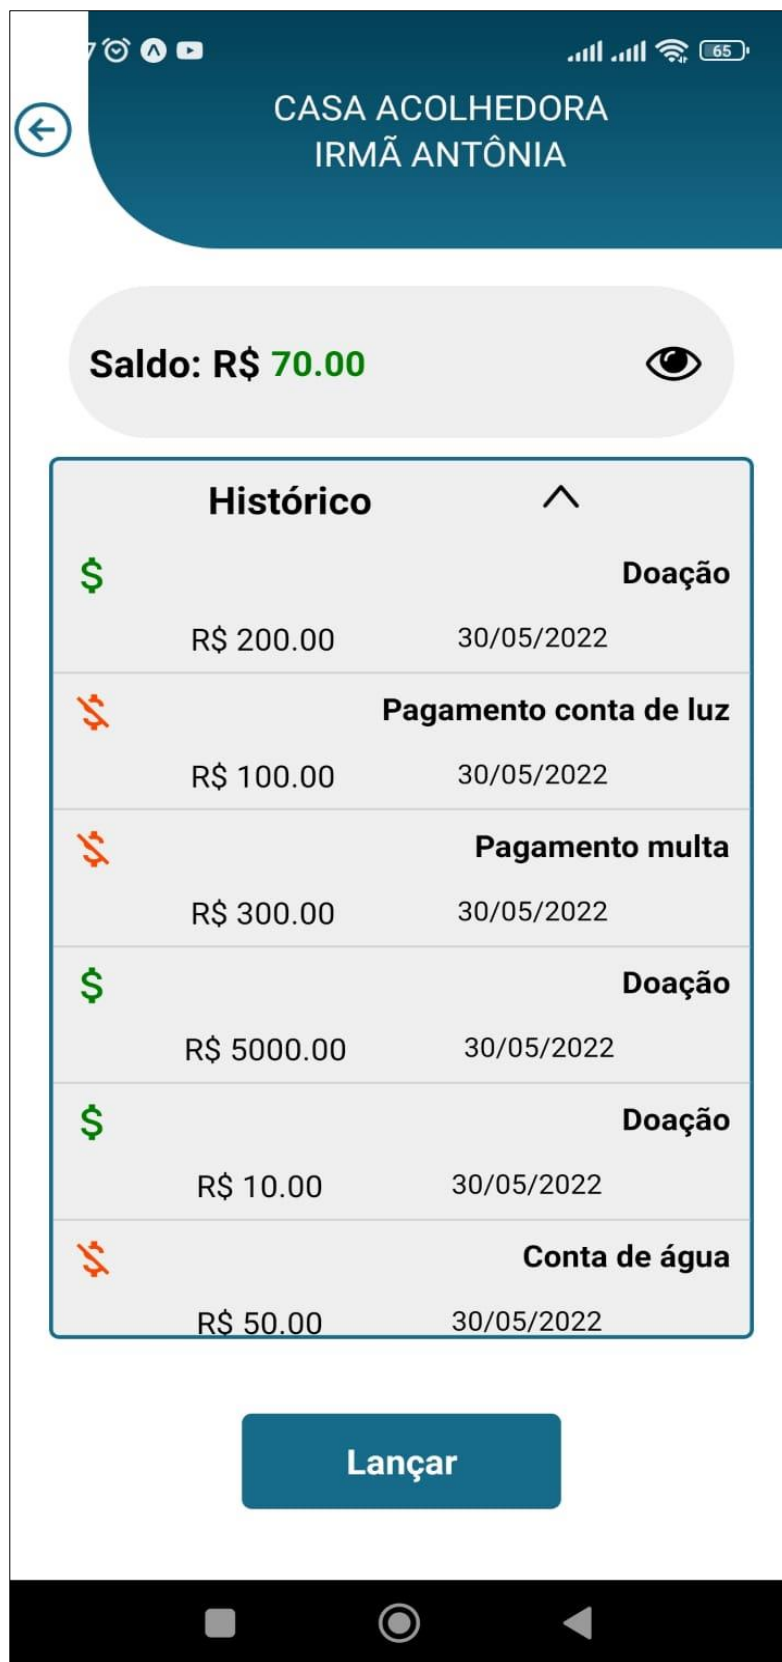 65
CASA ACOLHEDORA
IRMÃ ANTÔNIA
Saldo: R$ 70.00
Histórico
Doação
R$ 200.00 30/05/2022
Pagamento conta de luz
R$ 100.00 30/05/2022
Pagamento multa
R$ 300.00 30/05/2022
Doação
R$ 5000.00 30/05/2022
Doação
R$ 10.00 30/05/2022
Conta de água
R$ 50.00 30/05/2022
Lançar